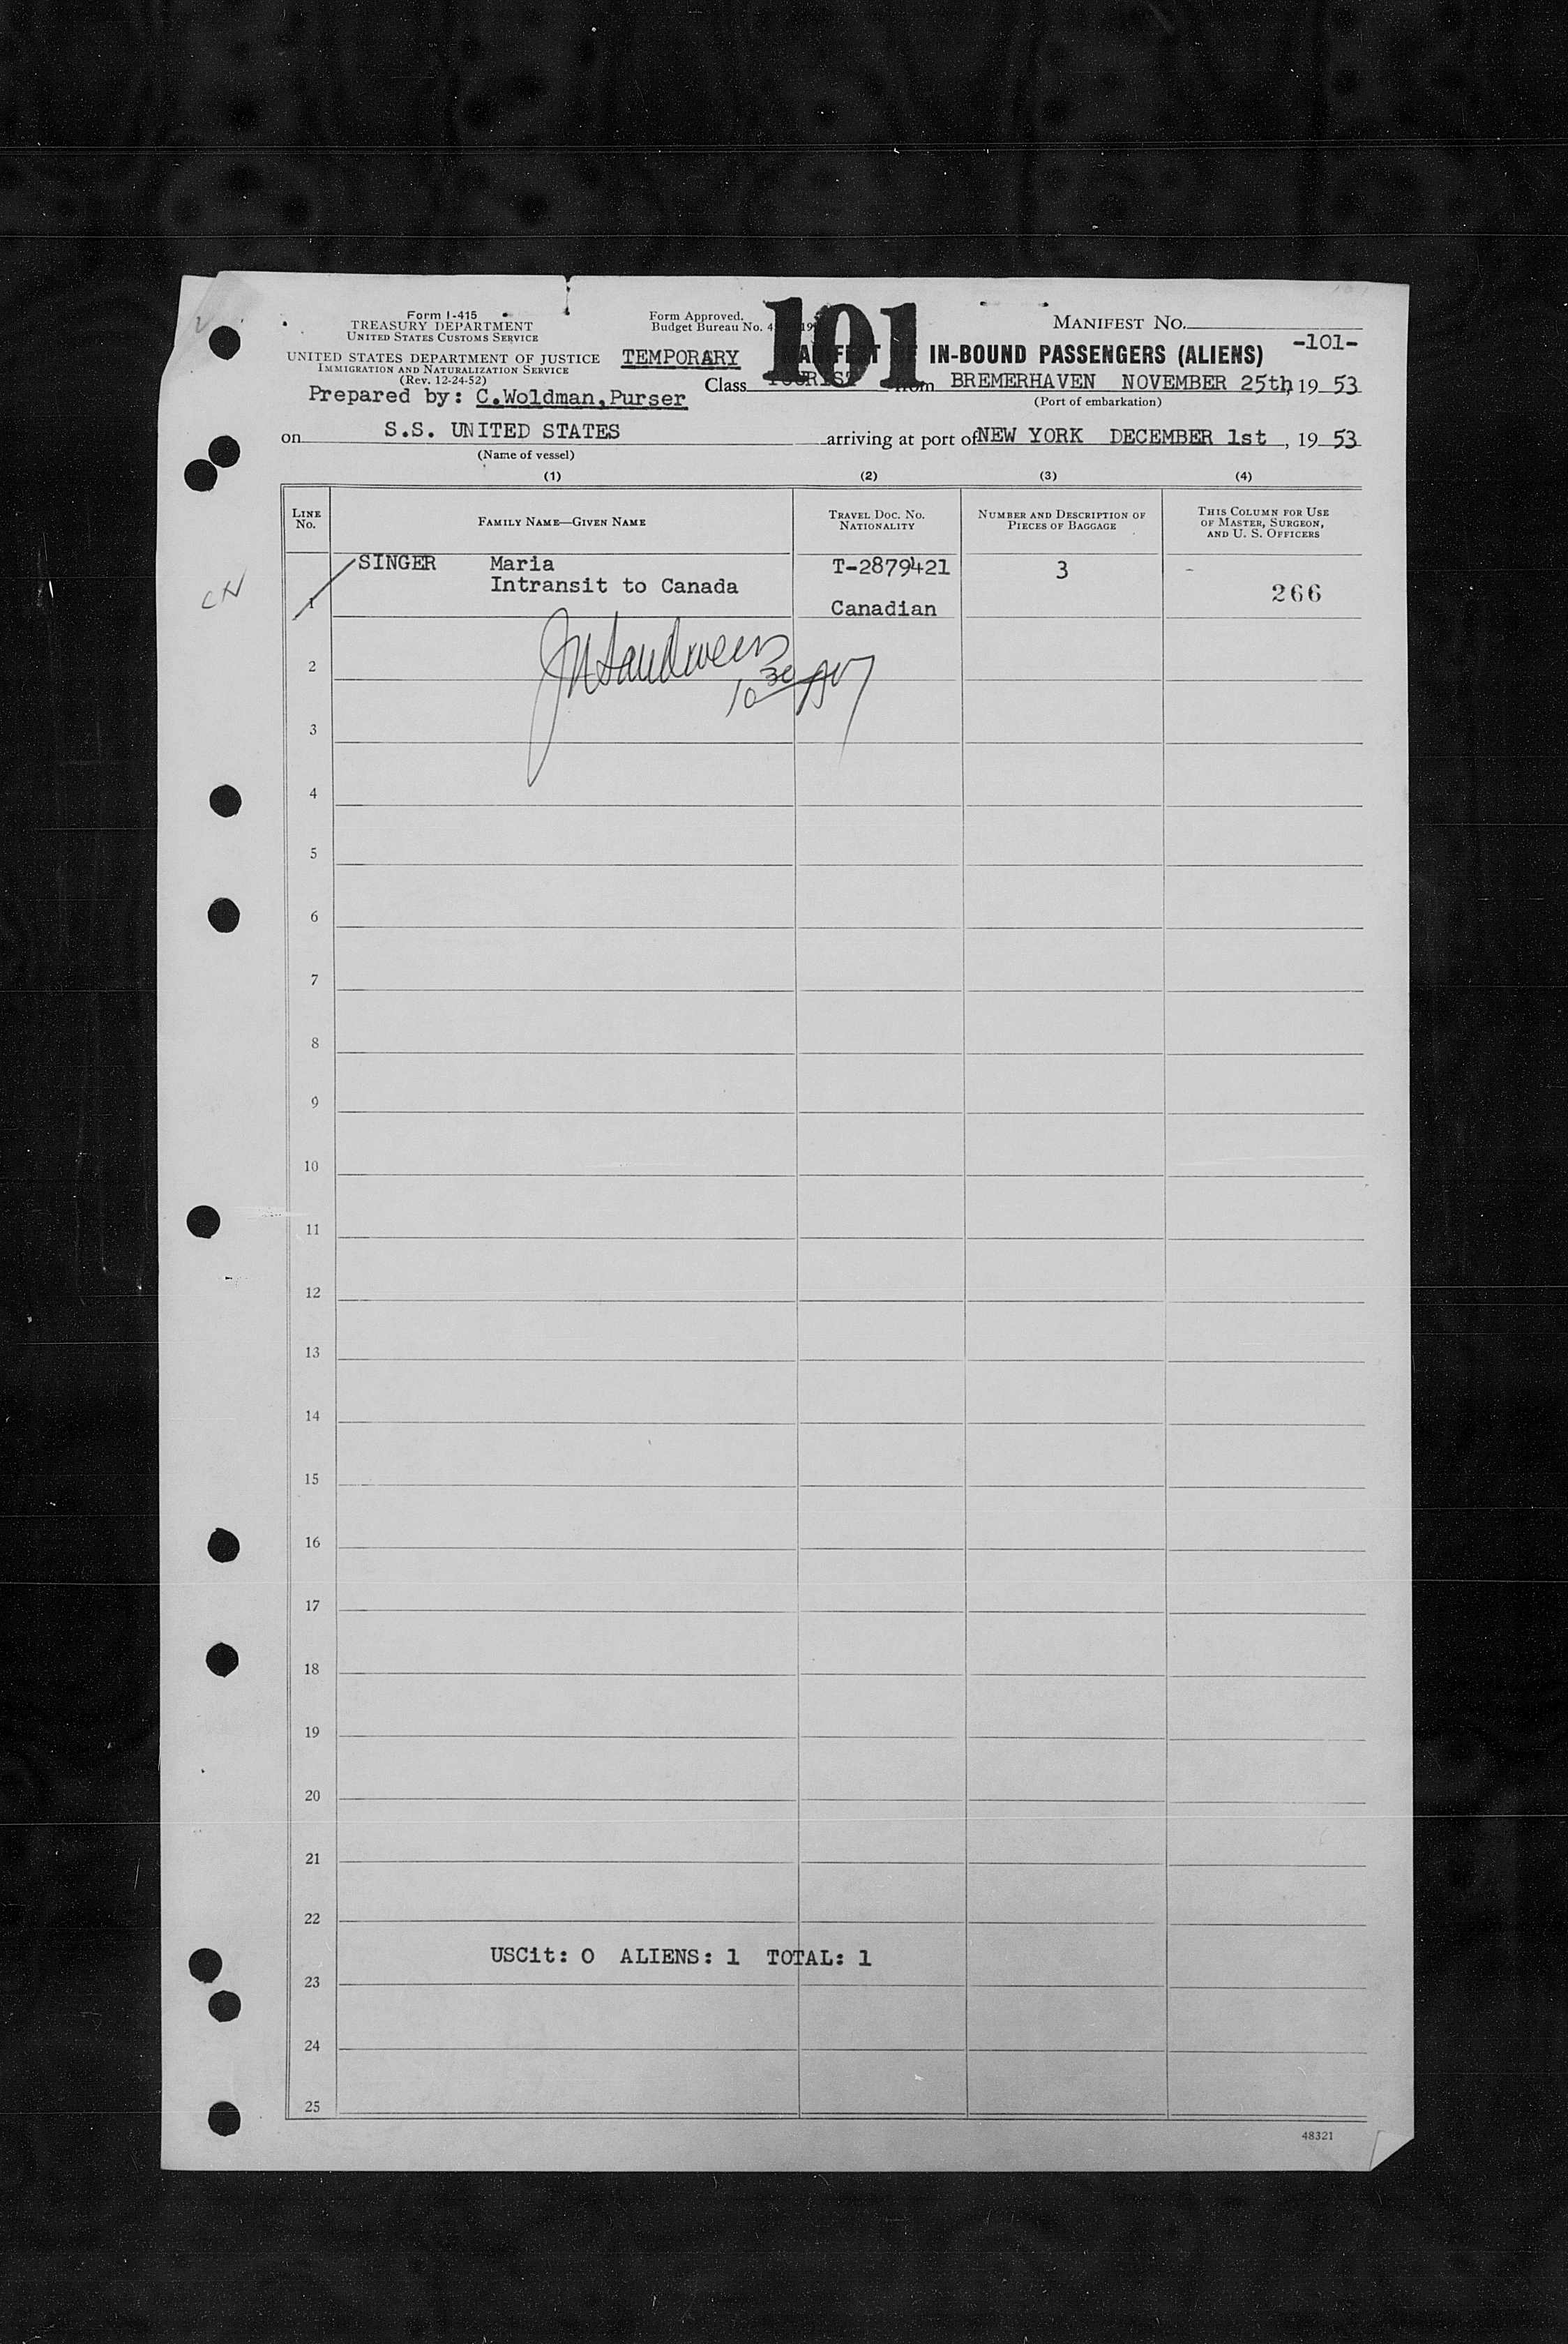 Form I-415
TREASURY DEPARTMENT
UNITED STATES CUSTOMS SERVICE
UNITED STATES DEPARTMENT OF JUSTICE
IMMIGRATION AND NATURALIZATION SERVICE
(Rev. 12-24-52)
Prepared by: C.Woldman,Purser
Form Approved.
Budget Bureau No.
101
MANIFEST NO.
-101-
TEMPORARY IN-BOUND PASSENGERS (ALIENS)
Class TOURIST from BREMERHAVEN NOVEMBER 25th, 19 53
(Port of embarkation)
on S.S. UNITED STATES arriving at port of NEW YORK DECEMBER 1st , 19 53
(Name of vessel)
(1) (2) (3) (4)
LINE No. FAMILY NAME—GIVEN NAME TRAVEL DOC. NO. NATIONALITY NUMBER AND DESCRIPTION OF PIECES OF BAGGAGE THIS COLUMN FOR USE OF MASTER, SURGEON, AND U. S. OFFICERS
SINGER Maria T-2879421 3
Intransit to Canada 266
1 Canadian
2
10 30
3
4
5
6
7
8
9
10
11
12
13
14
15
16
17
18
19
20
21
22
USCit: 0 ALIENS: 1 TOTAL: 1
23
24
25
48321